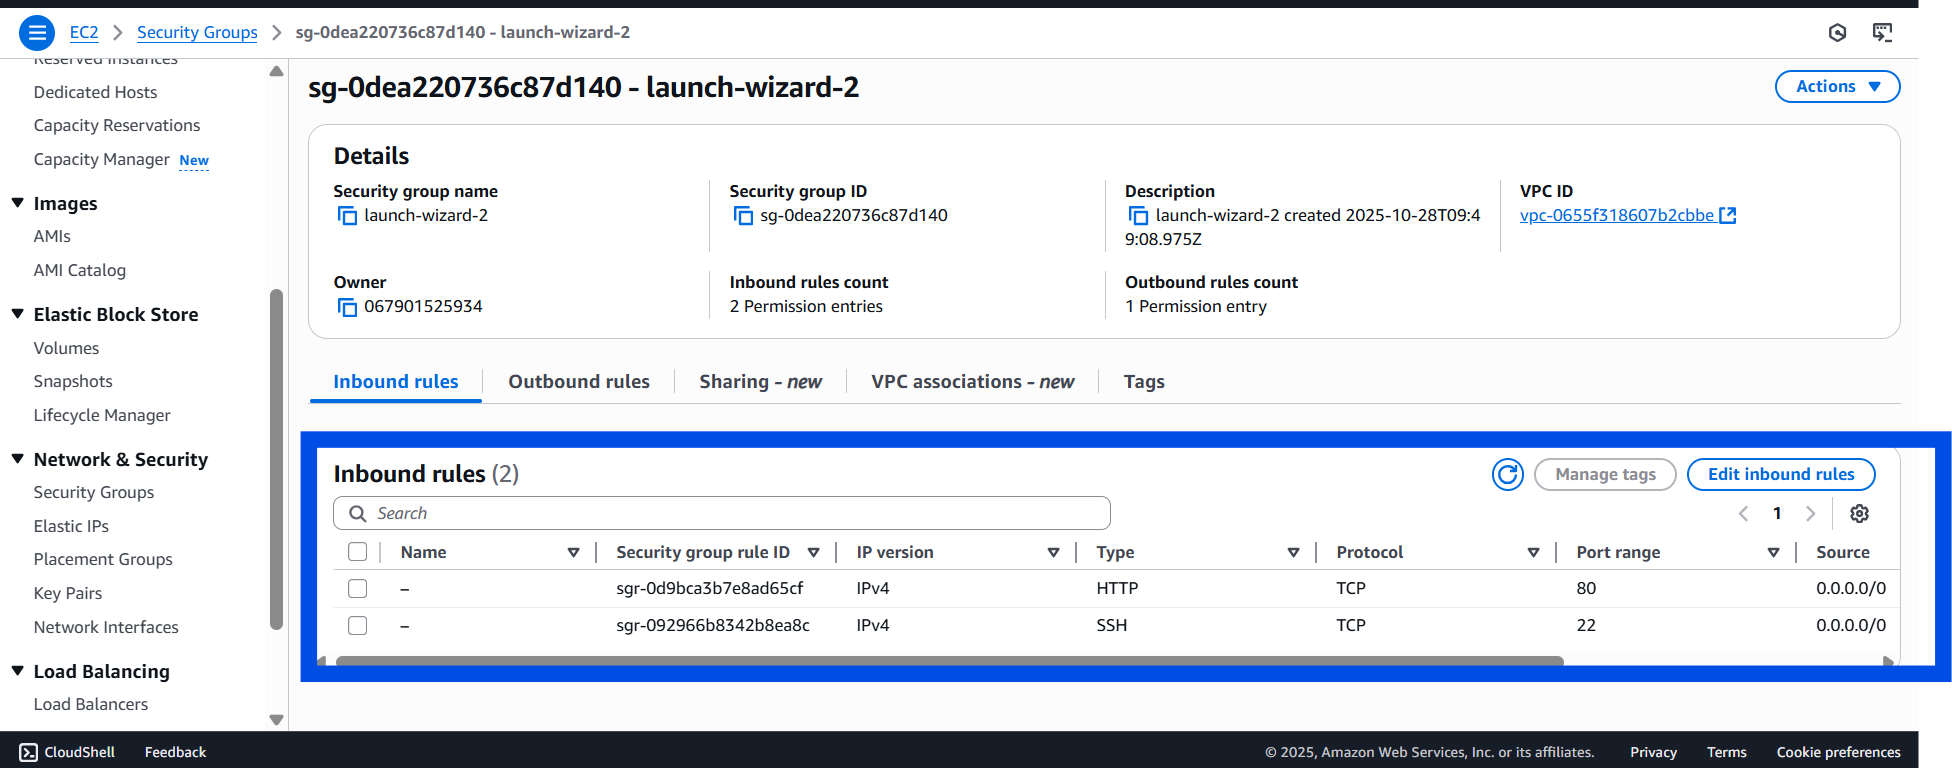 EC2 > Security Groups > sg-0dea220736c87d140 - launch-wizard-2
Reserved Instances
Dedicated Hosts
Capacity Reservations
Capacity Manager New
Images
AMIs
AMI Catalog
Elastic Block Store
Volumes
Snapshots
Lifecycle Manager
Network & Security
Security Groups
Elastic IPs
Placement Groups
Key Pairs
Network Interfaces
Load Balancing
Load Balancers
sg-0dea220736c87d140 - launch-wizard-2
Actions
Details
Security group name
launch-wizard-2
Security group ID
sg-0dea220736c87d140
Description
launch-wizard-2 created 2025-10-28T09:4
9:08.975Z
VPC ID
vpc-0655f318607b2cbbe
Owner
067901525934
Inbound rules count
2 Permission entries
Outbound rules count
1 Permission entry
Inbound rules Outbound rules Sharing - new VPC associations - new Tags
Inbound rules (2)
Manage tags Edit inbound rules
Search
1
Name Security group rule ID IP version Type Protocol Port range Source
– sgr-0d9bca3b7e8ad65cf IPv4 HTTP TCP 80 0.0.0.0/0
– sgr-092966b8342b8ea8c IPv4 SSH TCP 22 0.0.0.0/0
CloudShell Feedback © 2025, Amazon Web Services, Inc. or its affiliates. Privacy Terms Cookie preferences